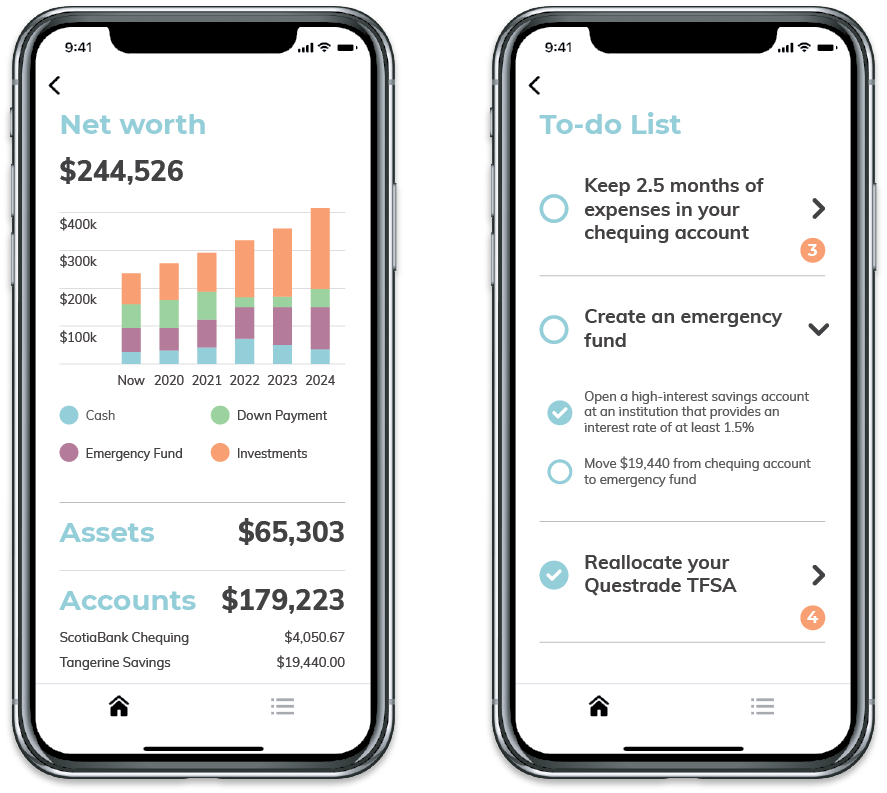 9:41
Net worth
$244,526
$400k
$300k
$200k
$100k
Now 2020 2021 2022 2023 2024
Cash
Down Payment
Emergency Fund
Investments
Assets $65,303
Accounts $179,223
ScotiaBank Chequing $4,050.67
Tangerine Savings $19,440.00
9:41
To-do List
Keep 2.5 months of
expenses in your
chequing account
3
Create an emergency
fund
Open a high-interest savings account
at an institution that provides an
interest rate of at least 1.5%
Move $19,440 from chequing account
to emergency fund
Reallocate your
Questrade TFSA
4